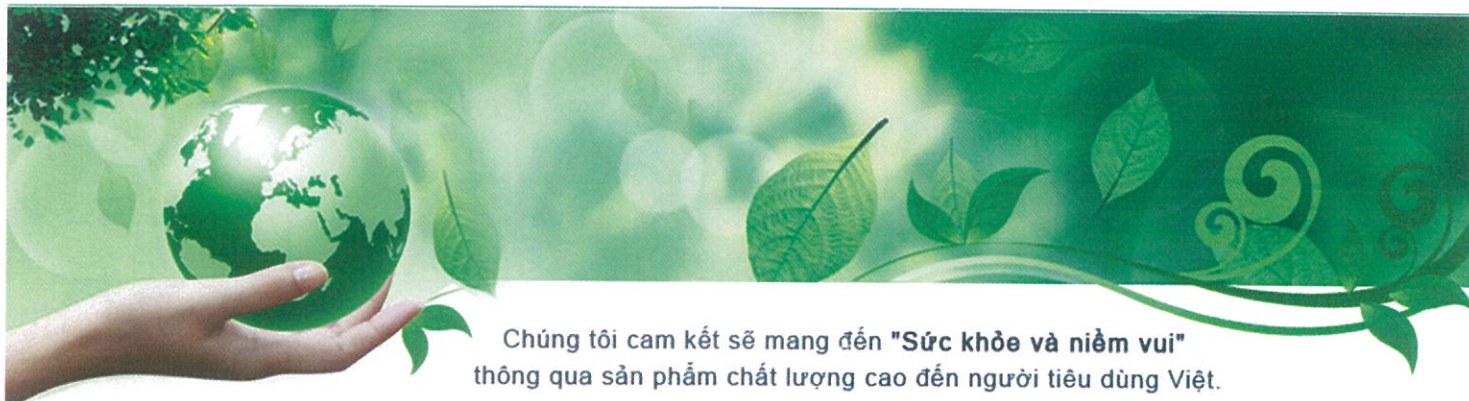 Chúng tôi cam kết sẽ mang đến "Sức khỏe và niềm vui"
thông qua sản phẩm chất lượng cao đến người tiêu dùng Việt.